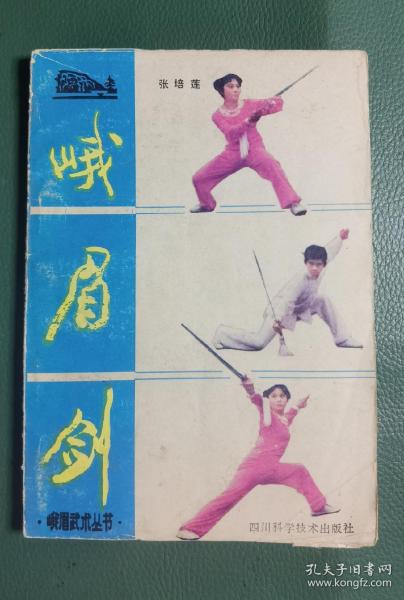 张培莲
峨
眉
剑
·峨眉武术丛书·
四川科学技术出版社
孔夫子旧书网
www.kongfz.com